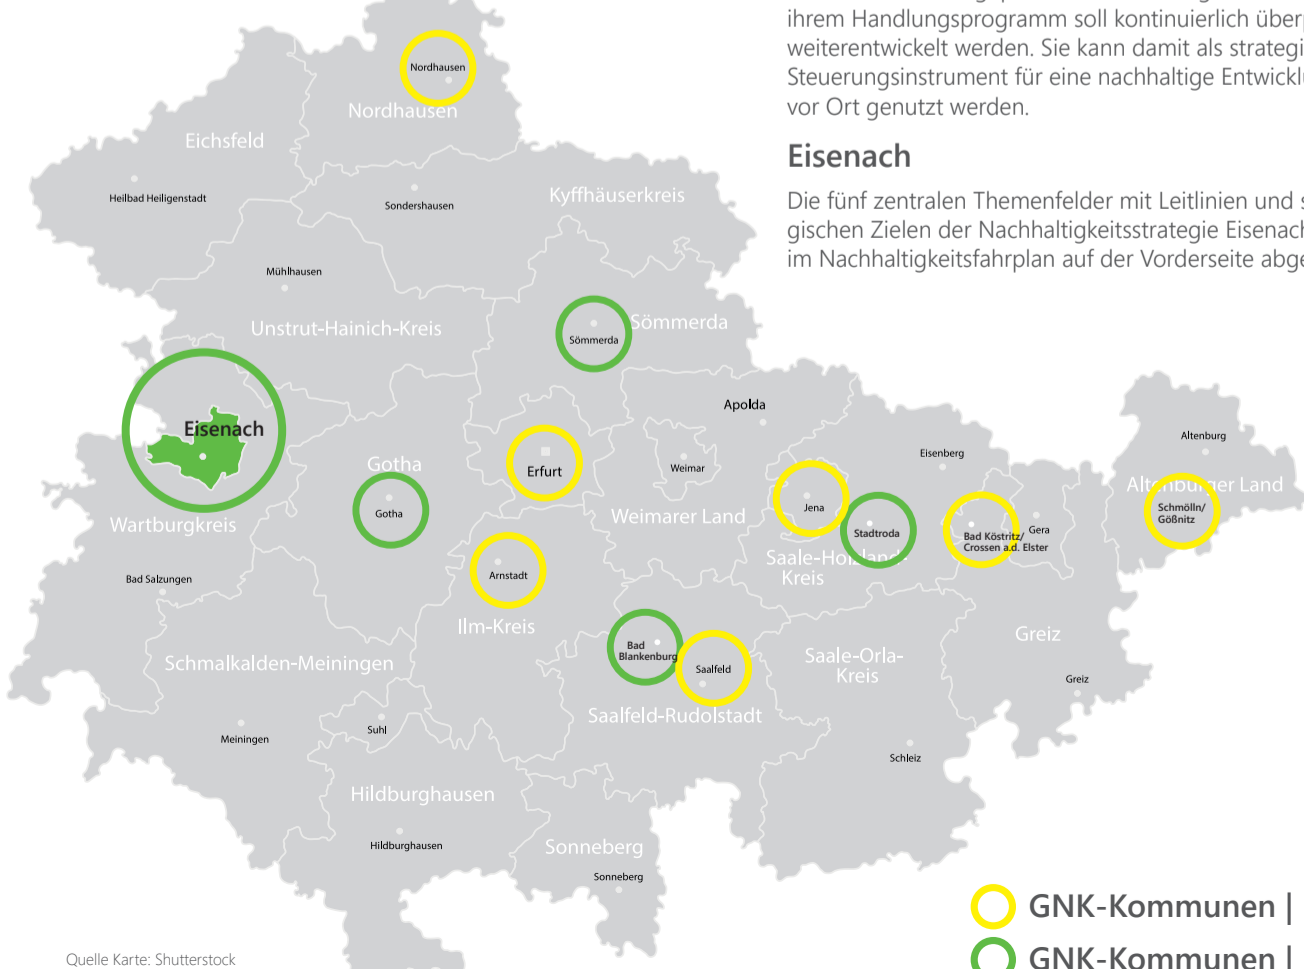 ihrem Handlungsprogramm soll kontinuierlich
weiterentwickelt werden. Sie kann damit als
Steuerungsinstrument für eine nachhaltige
vor Ort genutzt werden.
Eisenach
Die fünf zentralen Themenfelder mit Leitlinien und
gischen Zielen der Nachhaltigkeitsstrategie Eisenach
im Nachhaltigkeitsfahrplan auf der Vorderseite
Nordhausen
Nordhausen
Eichsfeld
Heilbad Heiligenstadt
Sondershausen
Kyffhäuserkreis
Mühlhausen
Unstrut-Hainich-Kreis
Sömmerda
Sömmerda
Eisenach
Wartburgkreis
Bad Salzungen
Gotha
Gotha
Erfurt
Arnstadt
Ilm-Kreis
Apolda
Weimar
Weimarer Land
Jena
Stadtroda
Saale-Holzland-
Kreis
Eisenberg
Bad Köstritz/
Crossen a.d. Elster
Gera
Altenburg
Altenburger Land
Schmölln/
Gößnitz
Bad
Blankenburg
Saalfeld
Saalfeld-Rudolstadt
Saale-Orla-
Kreis
Schleiz
Greiz
Greiz
Schmalkalden-Meiningen
Meiningen
Suhl
Hildburghausen
Hildburghausen
Sonneberg
Sonneberg
GNK-Kommunen |
GNK-Kommunen |
Quelle Karte: Shutterstock